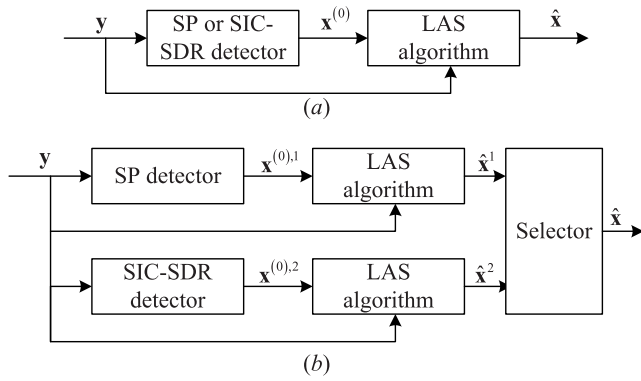 y
SP or SIC-
SDR detector
x^(0)
LAS
algorithm
x̂
(a)
y
SP detector
x^(0),1
LAS
algorithm
x̂^1
Selector
x̂
SIC-SDR
detector
x^(0),2
LAS
algorithm
x̂^2
(b)